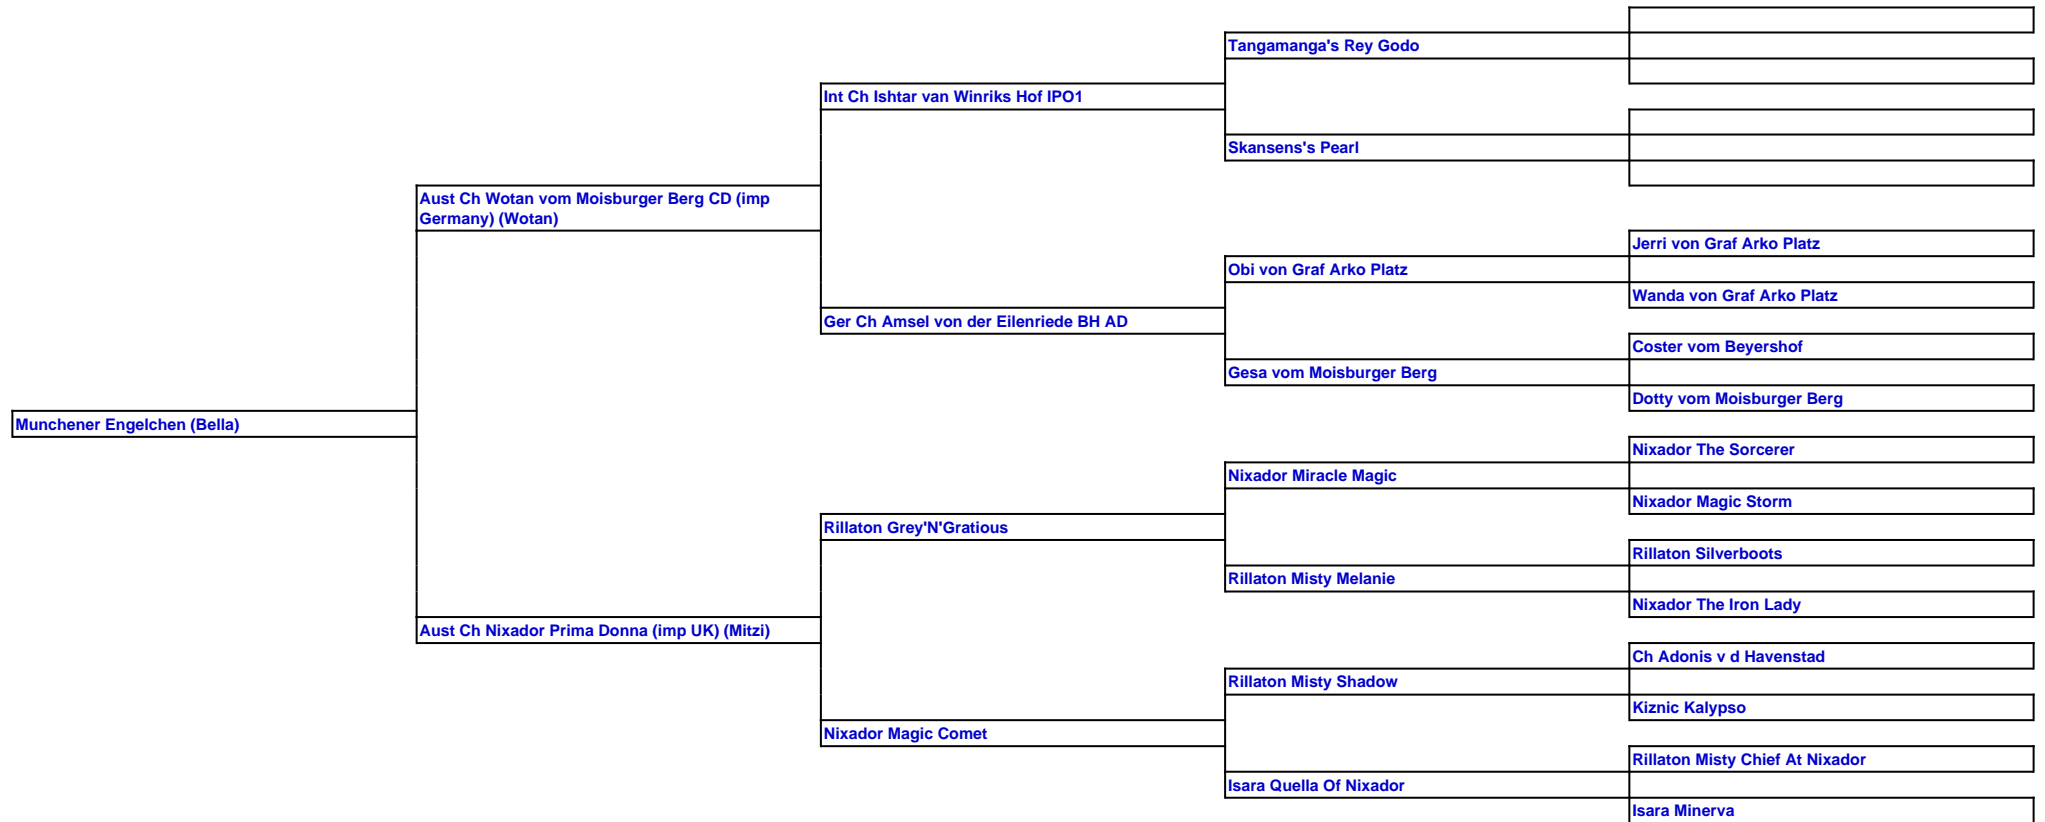 Tangamanga's Rey Godo
Int Ch Ishtar van Winriks Hof IPO1
Skansens's Pearl
Aust Ch Wotan vom Moisburger Berg CD (imp
Germany) (Wotan)
Jerri von Graf Arko Platz
Obi von Graf Arko Platz
Wanda von Graf Arko Platz
Ger Ch Amsel von der Eilenriede BH AD
Coster vom Beyershof
Gesa vom Moisburger Berg
Dotty vom Moisburger Berg
Munchener Engelchen (Bella)
Nixador The Sorcerer
Nixador Miracle Magic
Nixador Magic Storm
Rillaton Grey'N'Gratious
Rillaton Silverboots
Rillaton Misty Melanie
Nixador The Iron Lady
Aust Ch Nixador Prima Donna (imp UK) (Mitzi)
Ch Adonis v d Havenstad
Rillaton Misty Shadow
Kiznic Kalypso
Nixador Magic Comet
Rillaton Misty Chief At Nixador
Isara Quella Of Nixador
Isara Minerva